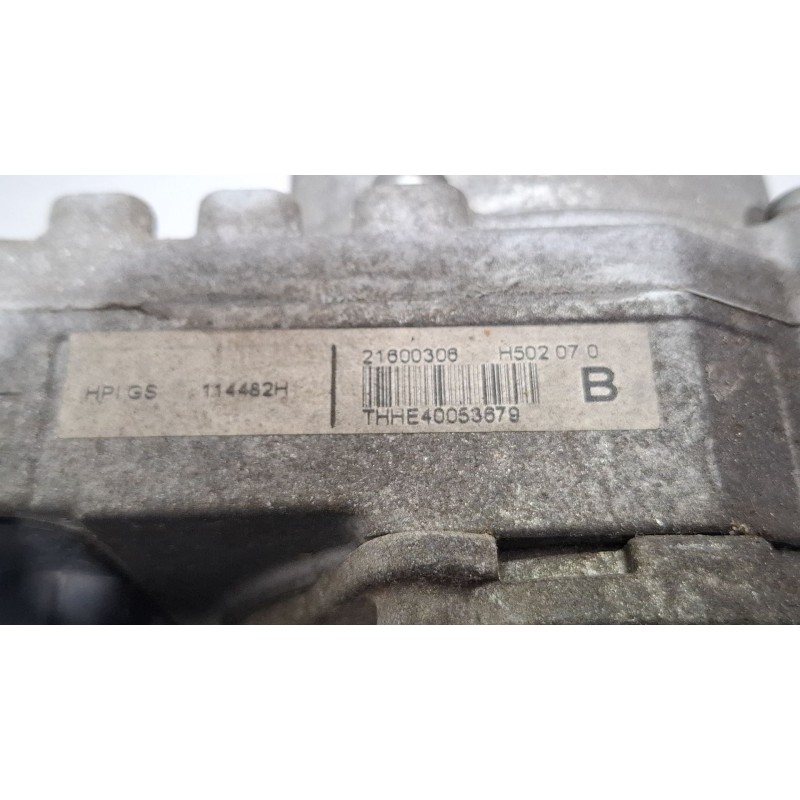 HPI GS 114482H
21600306 H502 07 0
B
THHE40053679